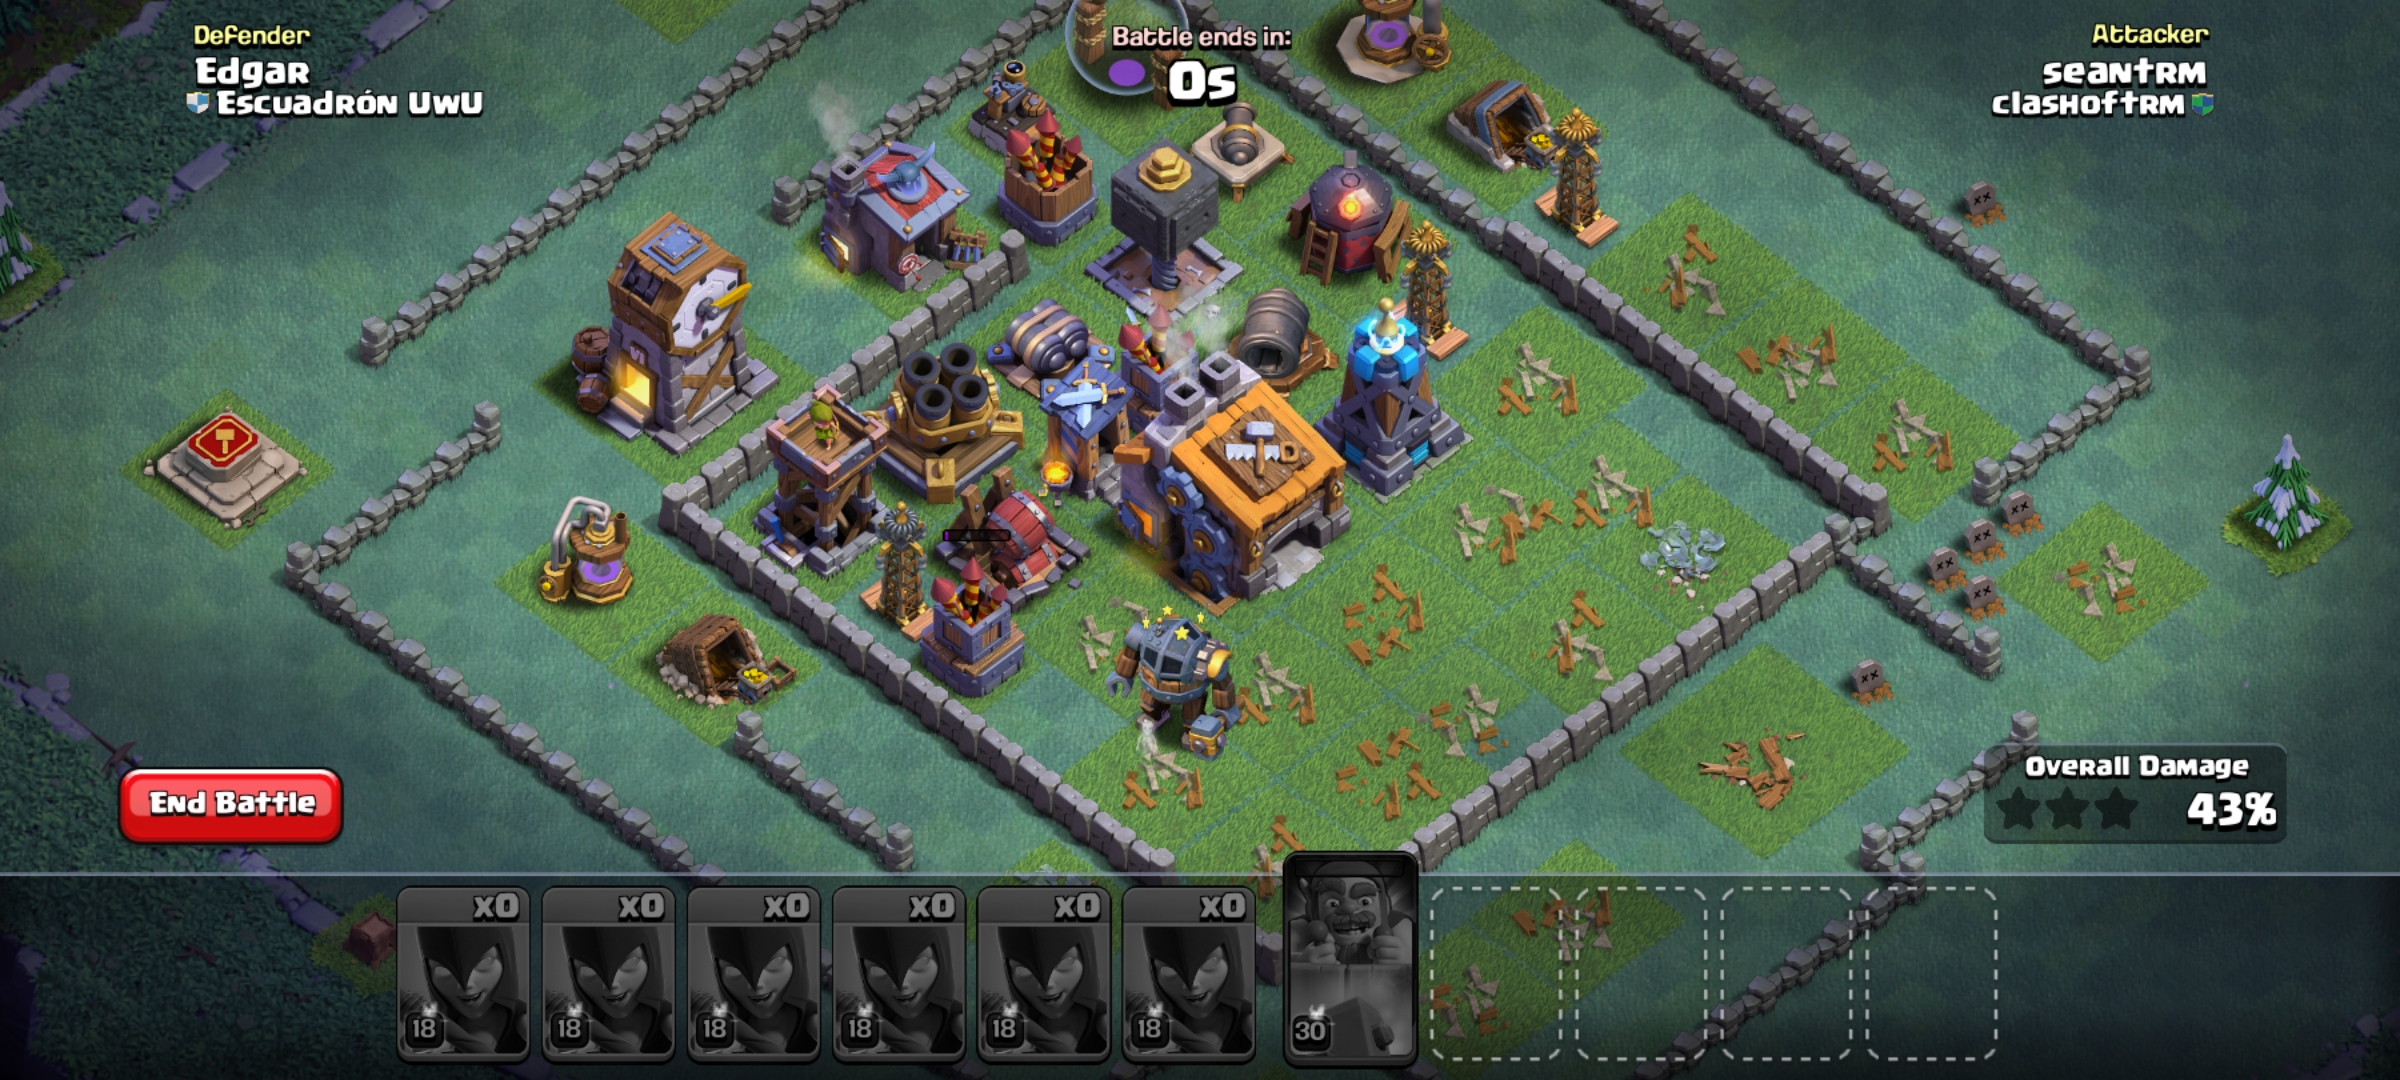 Defender
Edgar
Escuadrón UwU
Battle ends in:
0s
Attacker
seantRM
clashoftRM
VI
End Battle
Overall Damage
43%
x0
x0
x0
x0
x0
x0
18
18
18
18
18
18
30